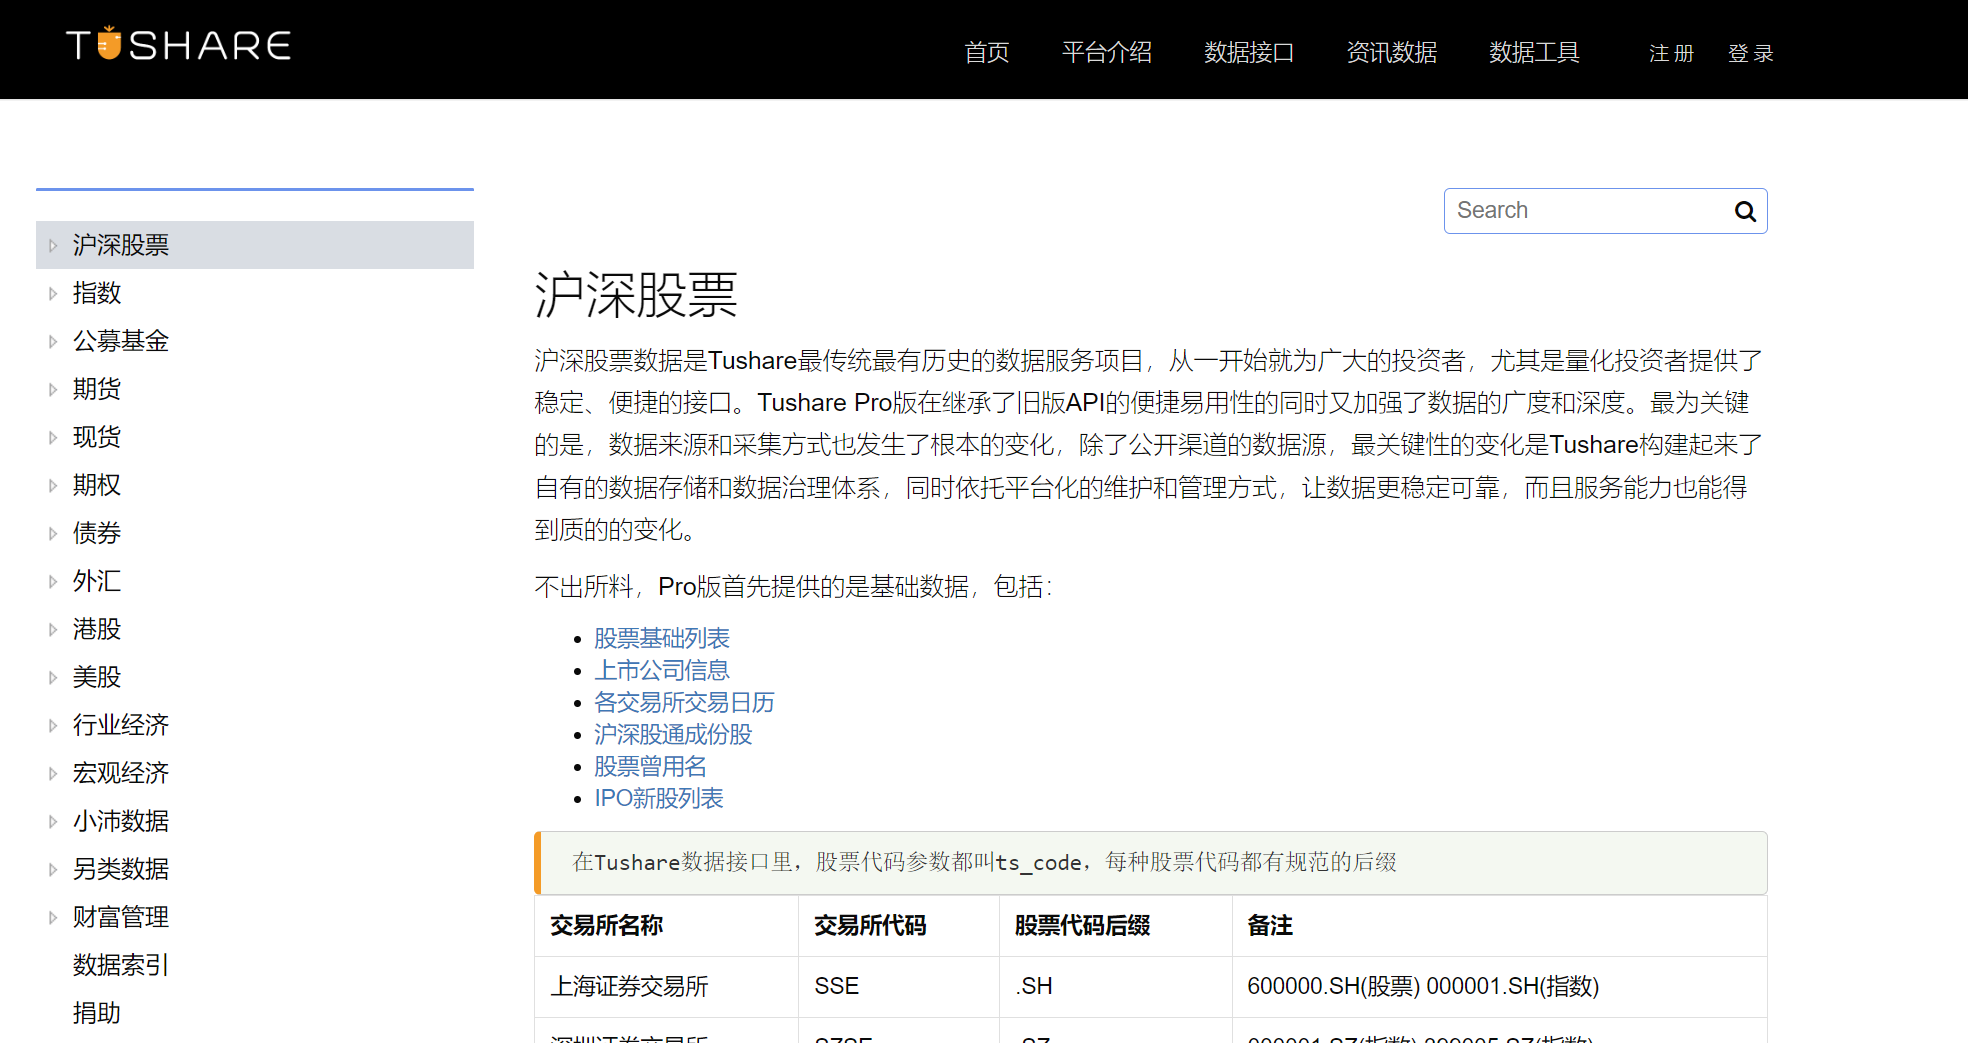 TUSHARE
首页 平台介绍 数据接口 资讯数据 数据工具 注册 登录
Search
沪深股票
指数
公募基金
期货
现货
期权
债券
外汇
港股
美股
行业经济
宏观经济
小沛数据
另类数据
财富管理
数据索引
捐助
沪深股票
沪深股票数据是Tushare最传统最有历史的数据服务项目，从一开始就为广大的投资者，尤其是量化投资者提供了
稳定、便捷的接口。Tushare Pro版在继承了旧版API的便捷易用性的同时又加强了数据的广度和深度。最为关键
的是，数据来源和采集方式也发生了根本的变化，除了公开渠道的数据源，最关键性的变化是Tushare构建起来了
自有的数据存储和数据治理体系，同时依托平台化的维护和管理方式，让数据更稳定可靠，而且服务能力也能得
到质的的变化。
不出所料，Pro版首先提供的是基础数据，包括：
股票基础列表
上市公司信息
各交易所交易日历
沪深股通成份股
股票曾用名
IPO新股列表
在Tushare数据接口里，股票代码参数都叫ts_code，每种股票代码都有规范的后缀
交易所名称 交易所代码 股票代码后缀 备注
上海证券交易所 SSE .SH 600000.SH(股票) 000001.SH(指数)
深圳证券交易所 SZSE .SZ 000001.SZ(指数) 399005.SZ(指数)